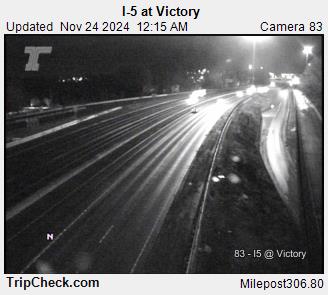 I-5 at Victory
Updated Nov 24 2024 12:15 AM Camera 83
T
N
83 - I5 @ Victory
TripCheck.com Milepost306.80